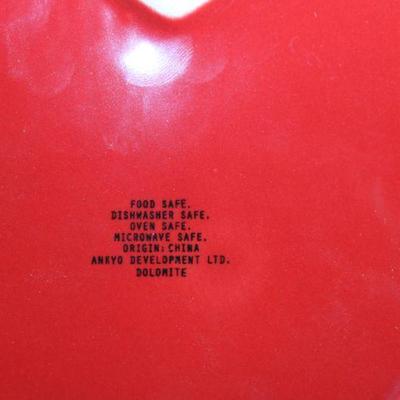 FOOD SAFE.
DISHWASHER SAFE.
OVEN SAFE.
MICROWAVE SAFE.
ORIGIN: CHINA
ANKYO DEVELOPMENT LTD.
DOLOMITE